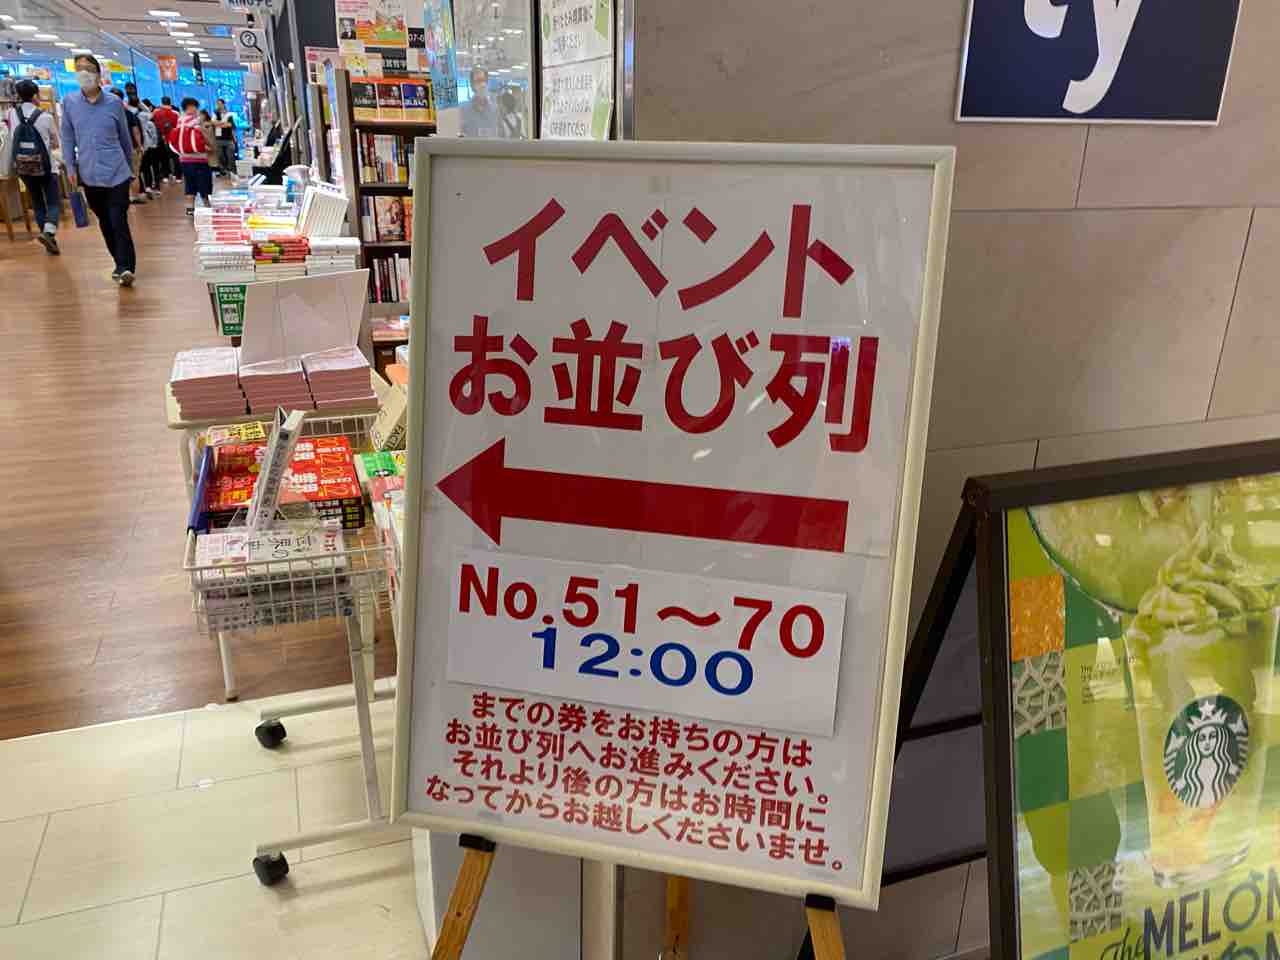 イベント
お並び列
No.51〜70
12:00
までの券をお持ちの方は
お並び列へお進みください。
それより後の方はお時間に
なってからお越しくださいませ。
ty
The
MELON